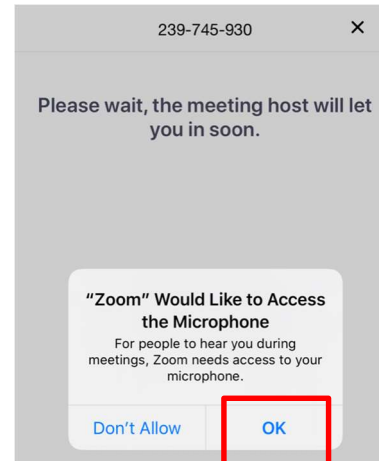 239-745-930 ×
Please wait, the meeting host will let
you in soon.
“Zoom” Would Like to Access
the Microphone
For people to hear you during
meetings, Zoom needs access to your
microphone.
Don’t Allow OK